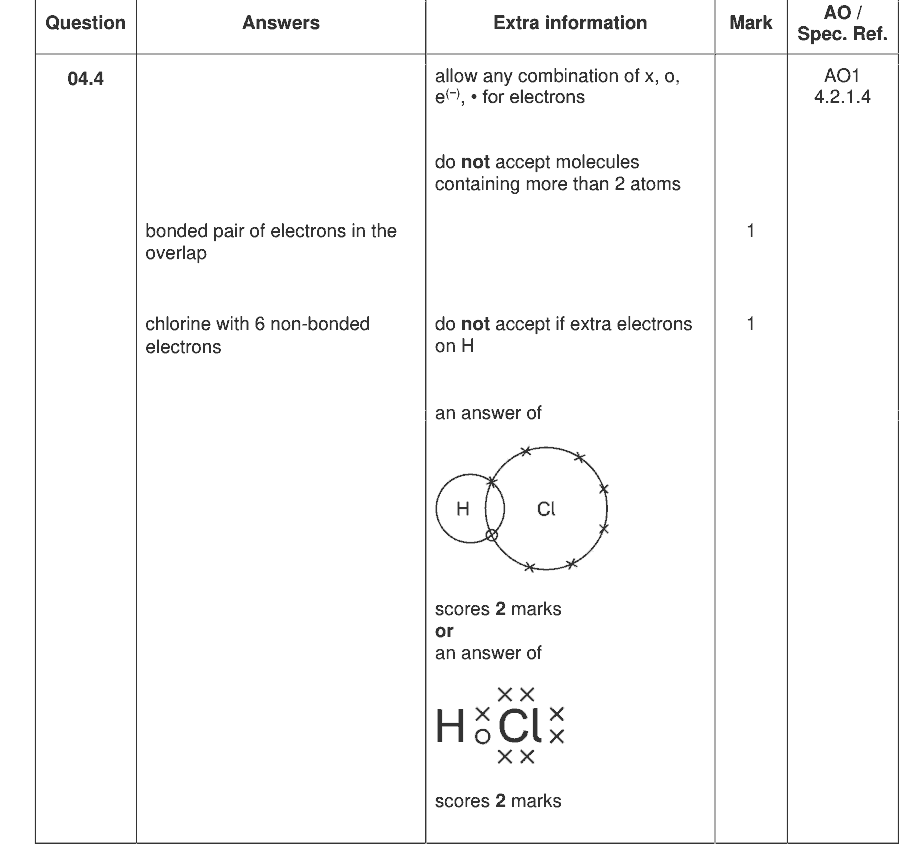 Question Answers Extra information Mark AO /
Spec. Ref.
04.4 allow any combination of x, o, AO1
e⁽⁻⁾, • for electrons 4.2.1.4
do not accept molecules
containing more than 2 atoms
bonded pair of electrons in the 1
overlap
chlorine with 6 non-bonded do not accept if extra electrons 1
electrons on H
an answer of
H Cl
scores 2 marks
or
an answer of
H Cl
scores 2 marks